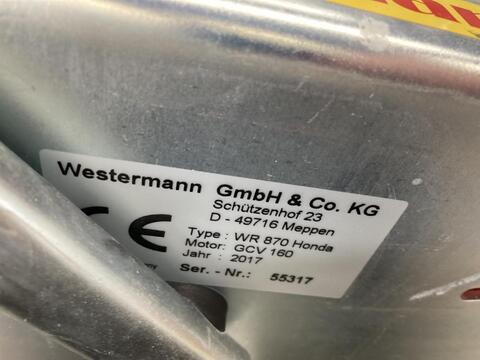 Westermann GmbH & Co. KG
Schützenhof 23
D - 49716 Meppen
CE
Type : WR 870 Honda
Motor: GCV 160
Jahr : 2017
Ser. - Nr.: 55317